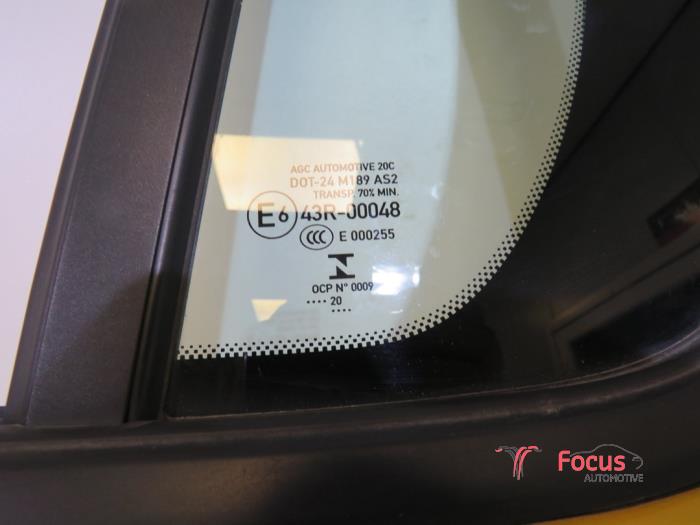 AGC AUTOMOTIVE 20C
DOT-24 M189 AS2
TRANSP. 70% MIN.
E6 43R-00048
CCC E 000255
OCP N° 0009
.... 20 ....
Focus
AUTOMOTIVE